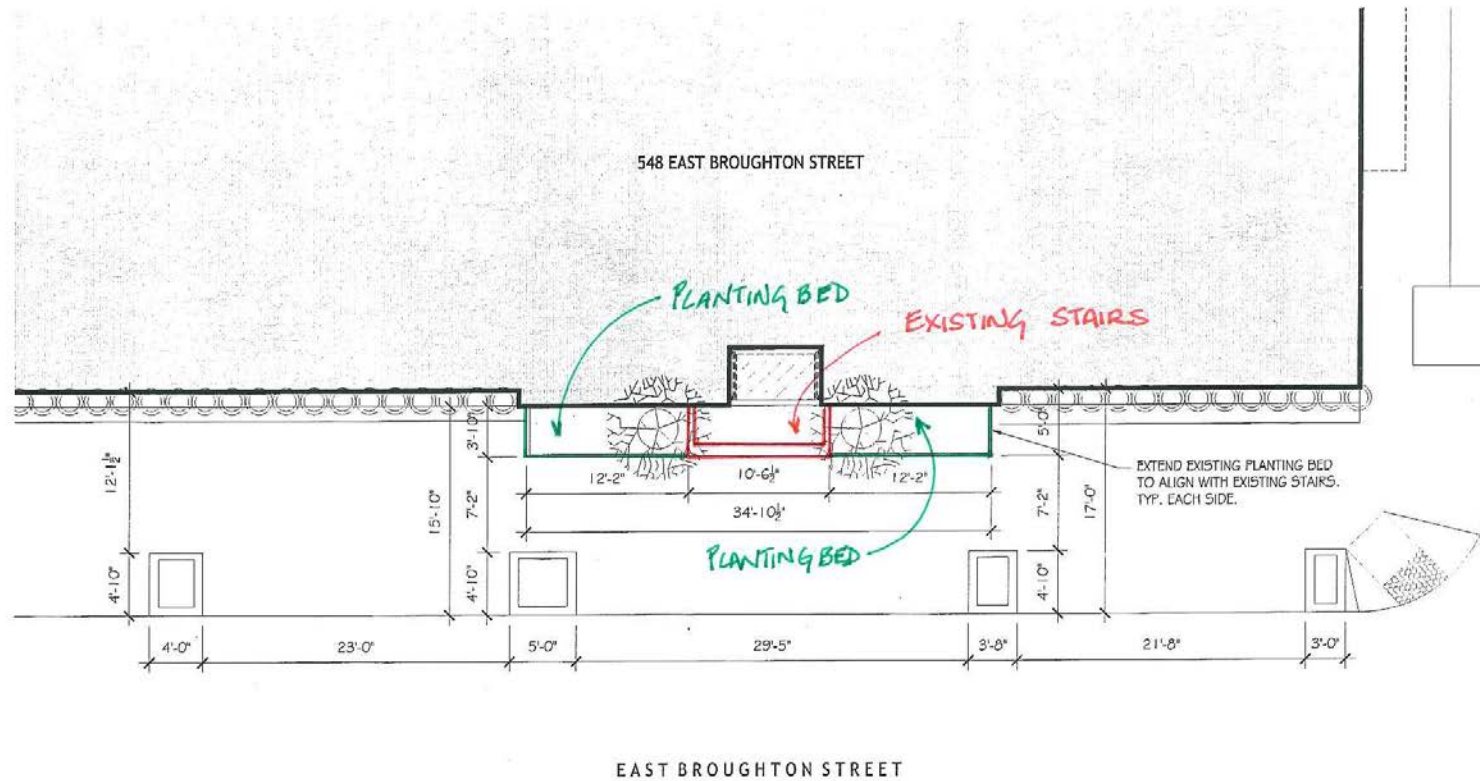 548 EAST BROUGHTON STREET
PLANTING BED
EXISTING STAIRS
12'-1½"
15'-10"
3'-10"
7'-2"
4'-10"
4'-10"
12'-2"
10'-6½"
12'-2"
34'-10½"
PLANTING BED
5'-0"
7'-2"
4'-10"
17'-0"
EXTEND EXISTING PLANTING BED
TO ALIGN WITH EXISTING STAIRS.
TYP. EACH SIDE.
4'-0"
23'-0"
5'-0"
29'-5"
3'-8"
21'-8"
3'-0"
EAST BROUGHTON STREET